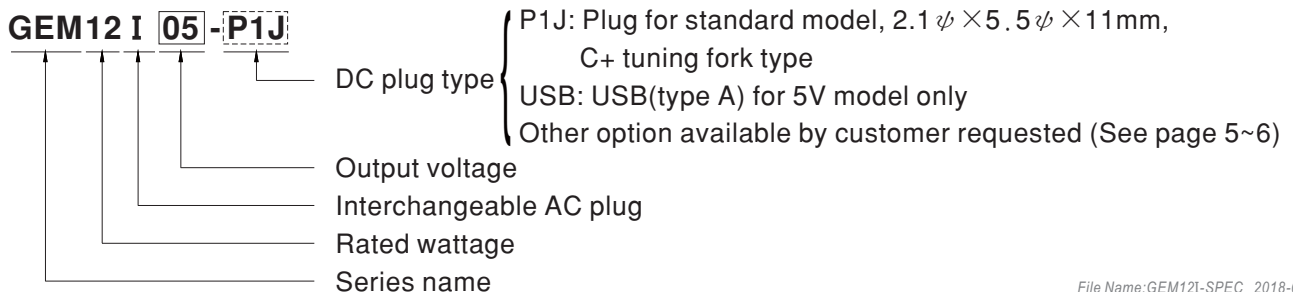 GEM12 I 05 - P1J
DC plug type
P1J: Plug for standard model, 2.1ψ×5.5ψ×11mm,
C+ tuning fork type
USB: USB(type A) for 5V model only
Other option available by customer requested (See page 5~6)
Output voltage
Interchangeable AC plug
Rated wattage
Series name
File Name:GEM12I-SPEC